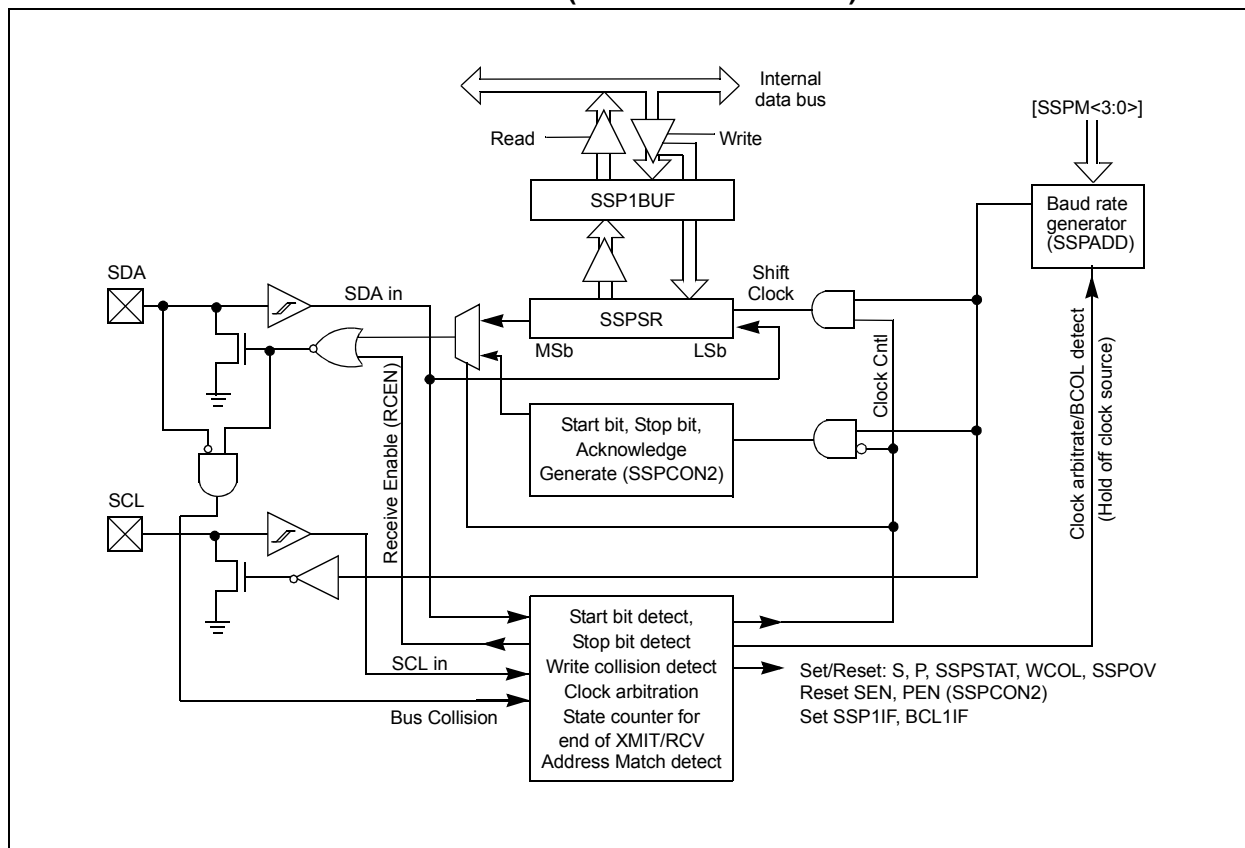 Internal
data bus
[SSPM<3:0>]
Read
Write
SSP1BUF
Baud rate
generator
(SSPADD)
SDA
SDA in
Shift
Clock
SSPSR
MSb
LSb
Receive Enable (RCEN)
Clock Cntl
Clock arbitrate/BCOL detect
(Hold off clock source)
Start bit, Stop bit,
Acknowledge
Generate (SSPCON2)
SCL
SCL in
Bus Collision
Start bit detect,
Stop bit detect
Write collision detect
Clock arbitration
State counter for
end of XMIT/RCV
Address Match detect
Set/Reset: S, P, SSPSTAT, WCOL, SSPOV
Reset SEN, PEN (SSPCON2)
Set SSP1IF, BCL1IF